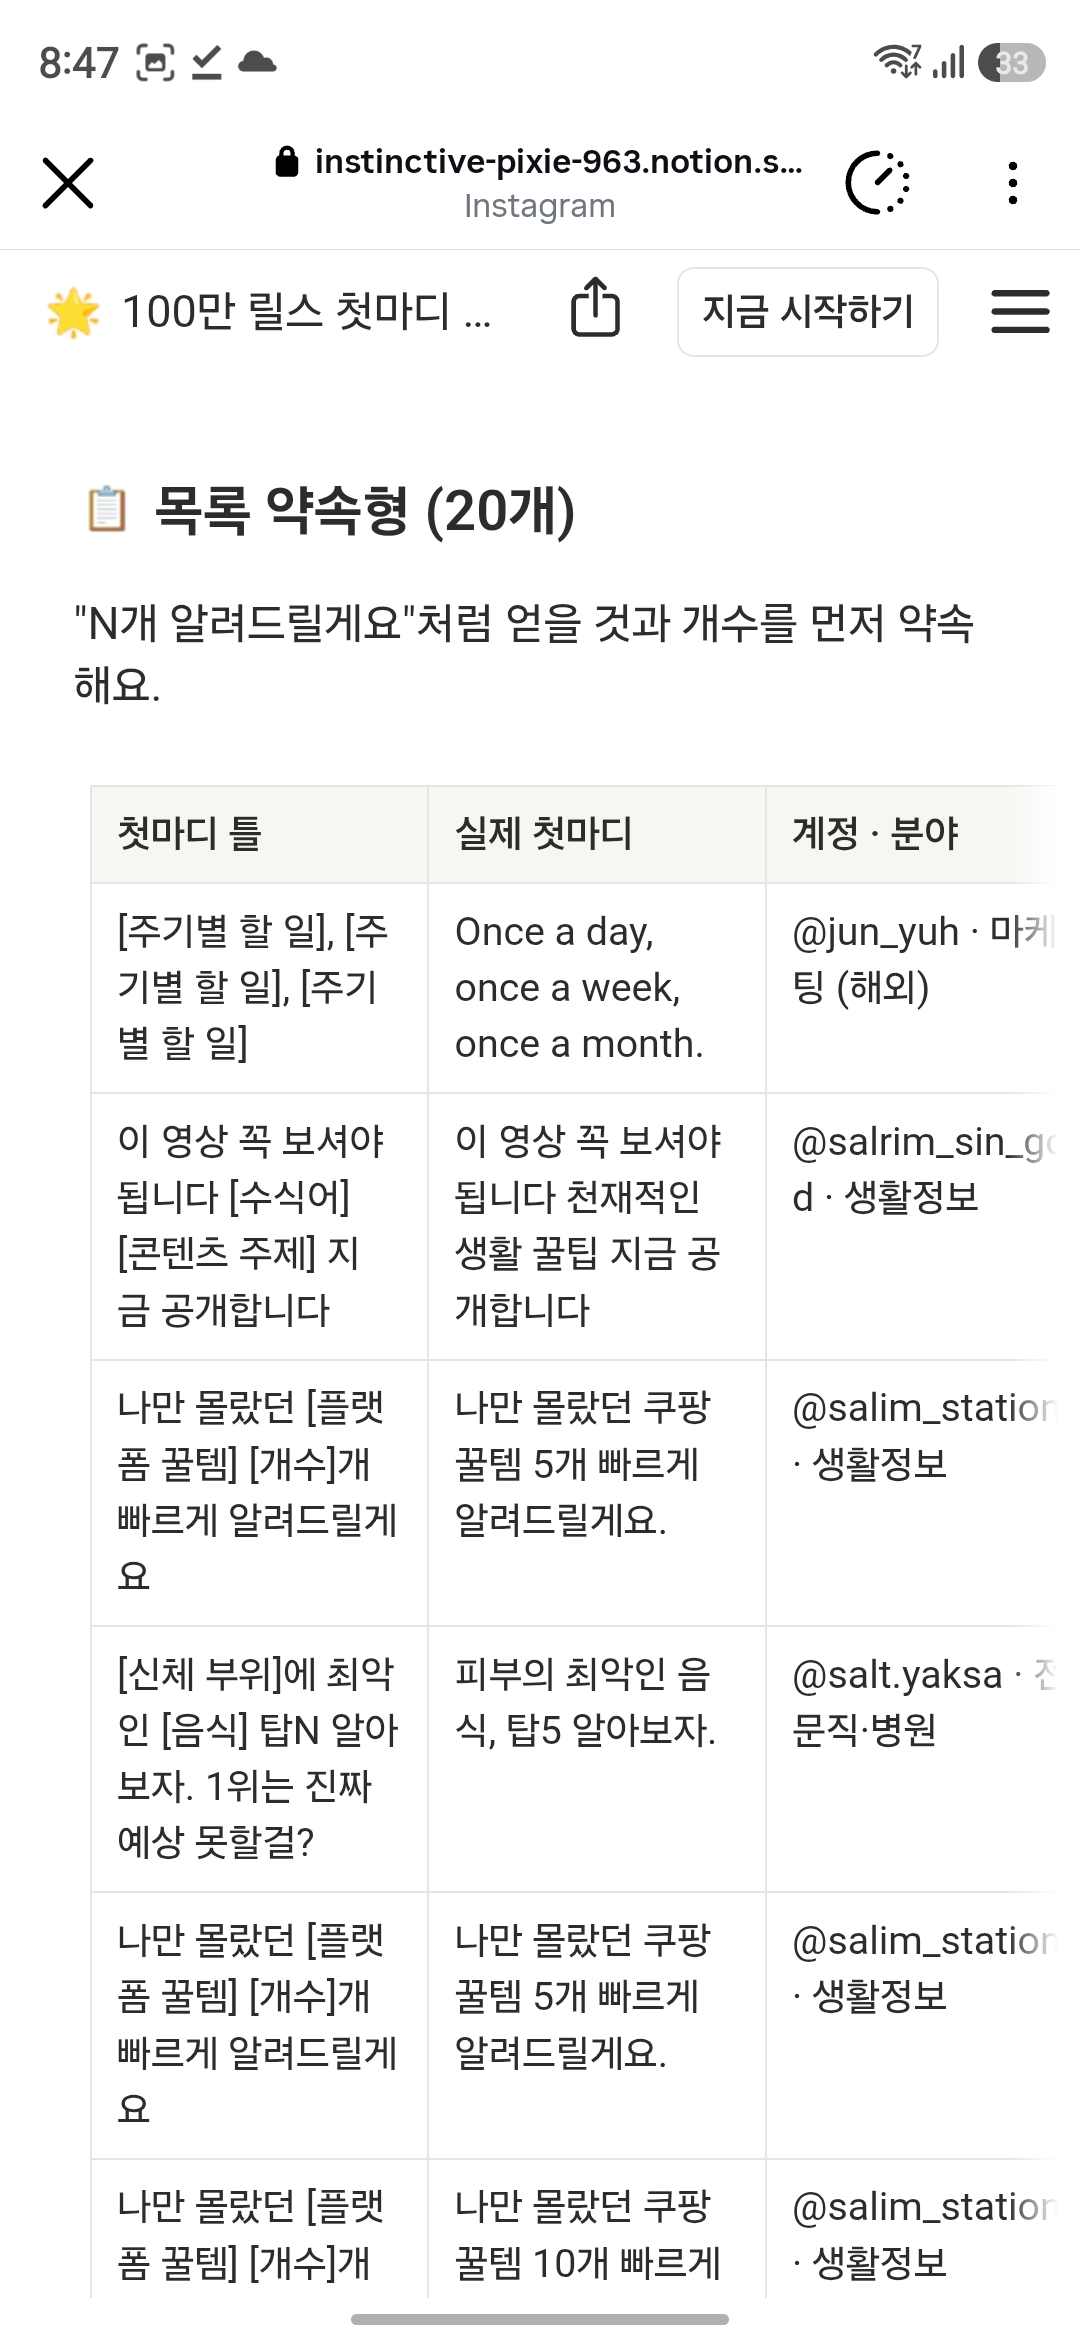 8:47
33
instinctive-pixie-963.notion.s...
Instagram
100만 릴스 첫마디 ...
지금 시작하기
목록 약속형 (20개)
"N개 알려드릴게요"처럼 얻을 것과 개수를 먼저 약속
해요.
첫마디 틀
실제 첫마디
계정 · 분야
[주기별 할 일], [주
기별 할 일], [주기
별 할 일]
Once a day,
once a week,
once a month.
@jun_yuh · 마케
팅 (해외)
이 영상 꼭 보셔야
됩니다 [수식어]
[콘텐츠 주제] 지
금 공개합니다
이 영상 꼭 보셔야
됩니다 천재적인
생활 꿀팁 지금 공
개합니다
@salrim_sin_go
d · 생활정보
나만 몰랐던 [플랫
폼 꿀템] [개수]개
빠르게 알려드릴게
요
나만 몰랐던 쿠팡
꿀템 5개 빠르게
알려드릴게요.
@salim_station
· 생활정보
[신체 부위]에 최악
인 [음식] 탑N 알아
보자. 1위는 진짜
예상 못할걸?
피부의 최악인 음
식, 탑5 알아보자.
@salt.yaksa · 전
문직·병원
나만 몰랐던 [플랫
폼 꿀템] [개수]개
빠르게 알려드릴게
요
나만 몰랐던 쿠팡
꿀템 5개 빠르게
알려드릴게요.
@salim_station
· 생활정보
나만 몰랐던 [플랫
폼 꿀템] [개수]개
나만 몰랐던 쿠팡
꿀템 10개 빠르게
@salim_station
· 생활정보